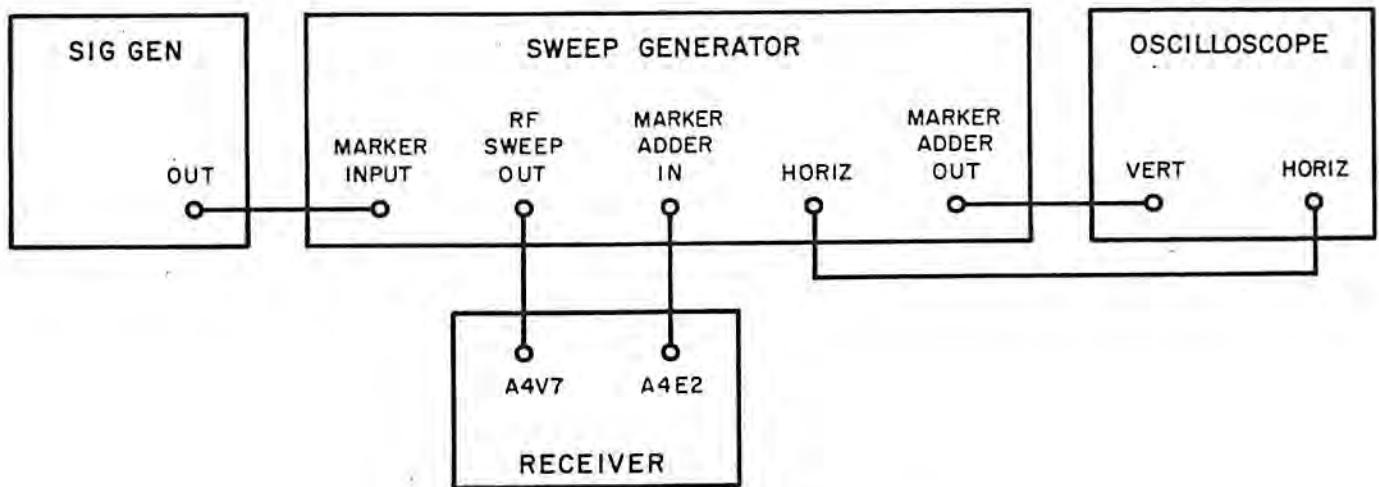 SIG GEN
OUT
SWEEP GENERATOR
MARKER
INPUT
RF
SWEEP
OUT
MARKER
ADDER
IN
HORIZ
MARKER
ADDER
OUT
OSCILLOSCOPE
VERT
HORIZ
A4V7
A4E2
RECEIVER